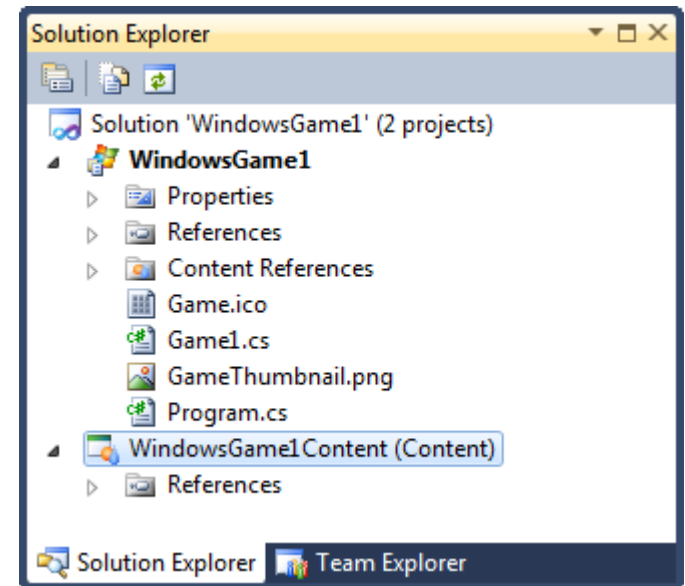 Solution Explorer
Solution 'WindowsGame1' (2 projects)
WindowsGame1
Properties
References
Content References
Game.ico
Game1.cs
GameThumbnail.png
Program.cs
WindowsGame1Content (Content)
References
Solution Explorer Team Explorer